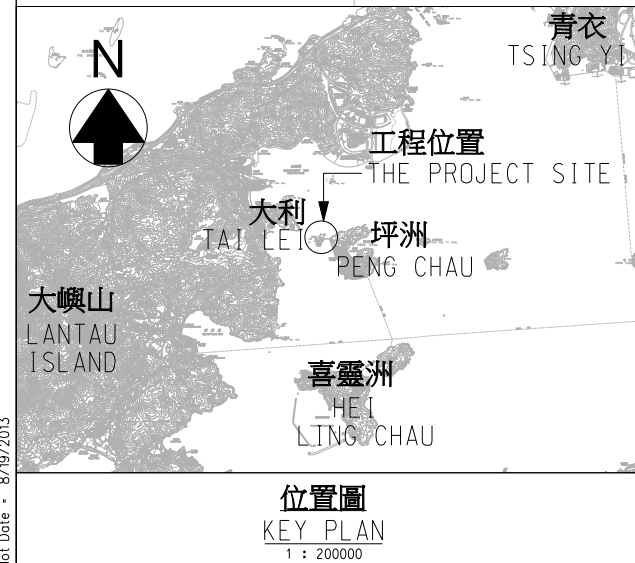 青衣
TSING YI
N
工程位置
THE PROJECT SITE
大利
TAI LEI
坪洲
PENG CHAU
大嶼山
LANTAU
ISLAND
喜靈洲
HEI
LING CHAU
lot Date = 8/19/2013
位置圖
KEY PLAN
1 : 200000